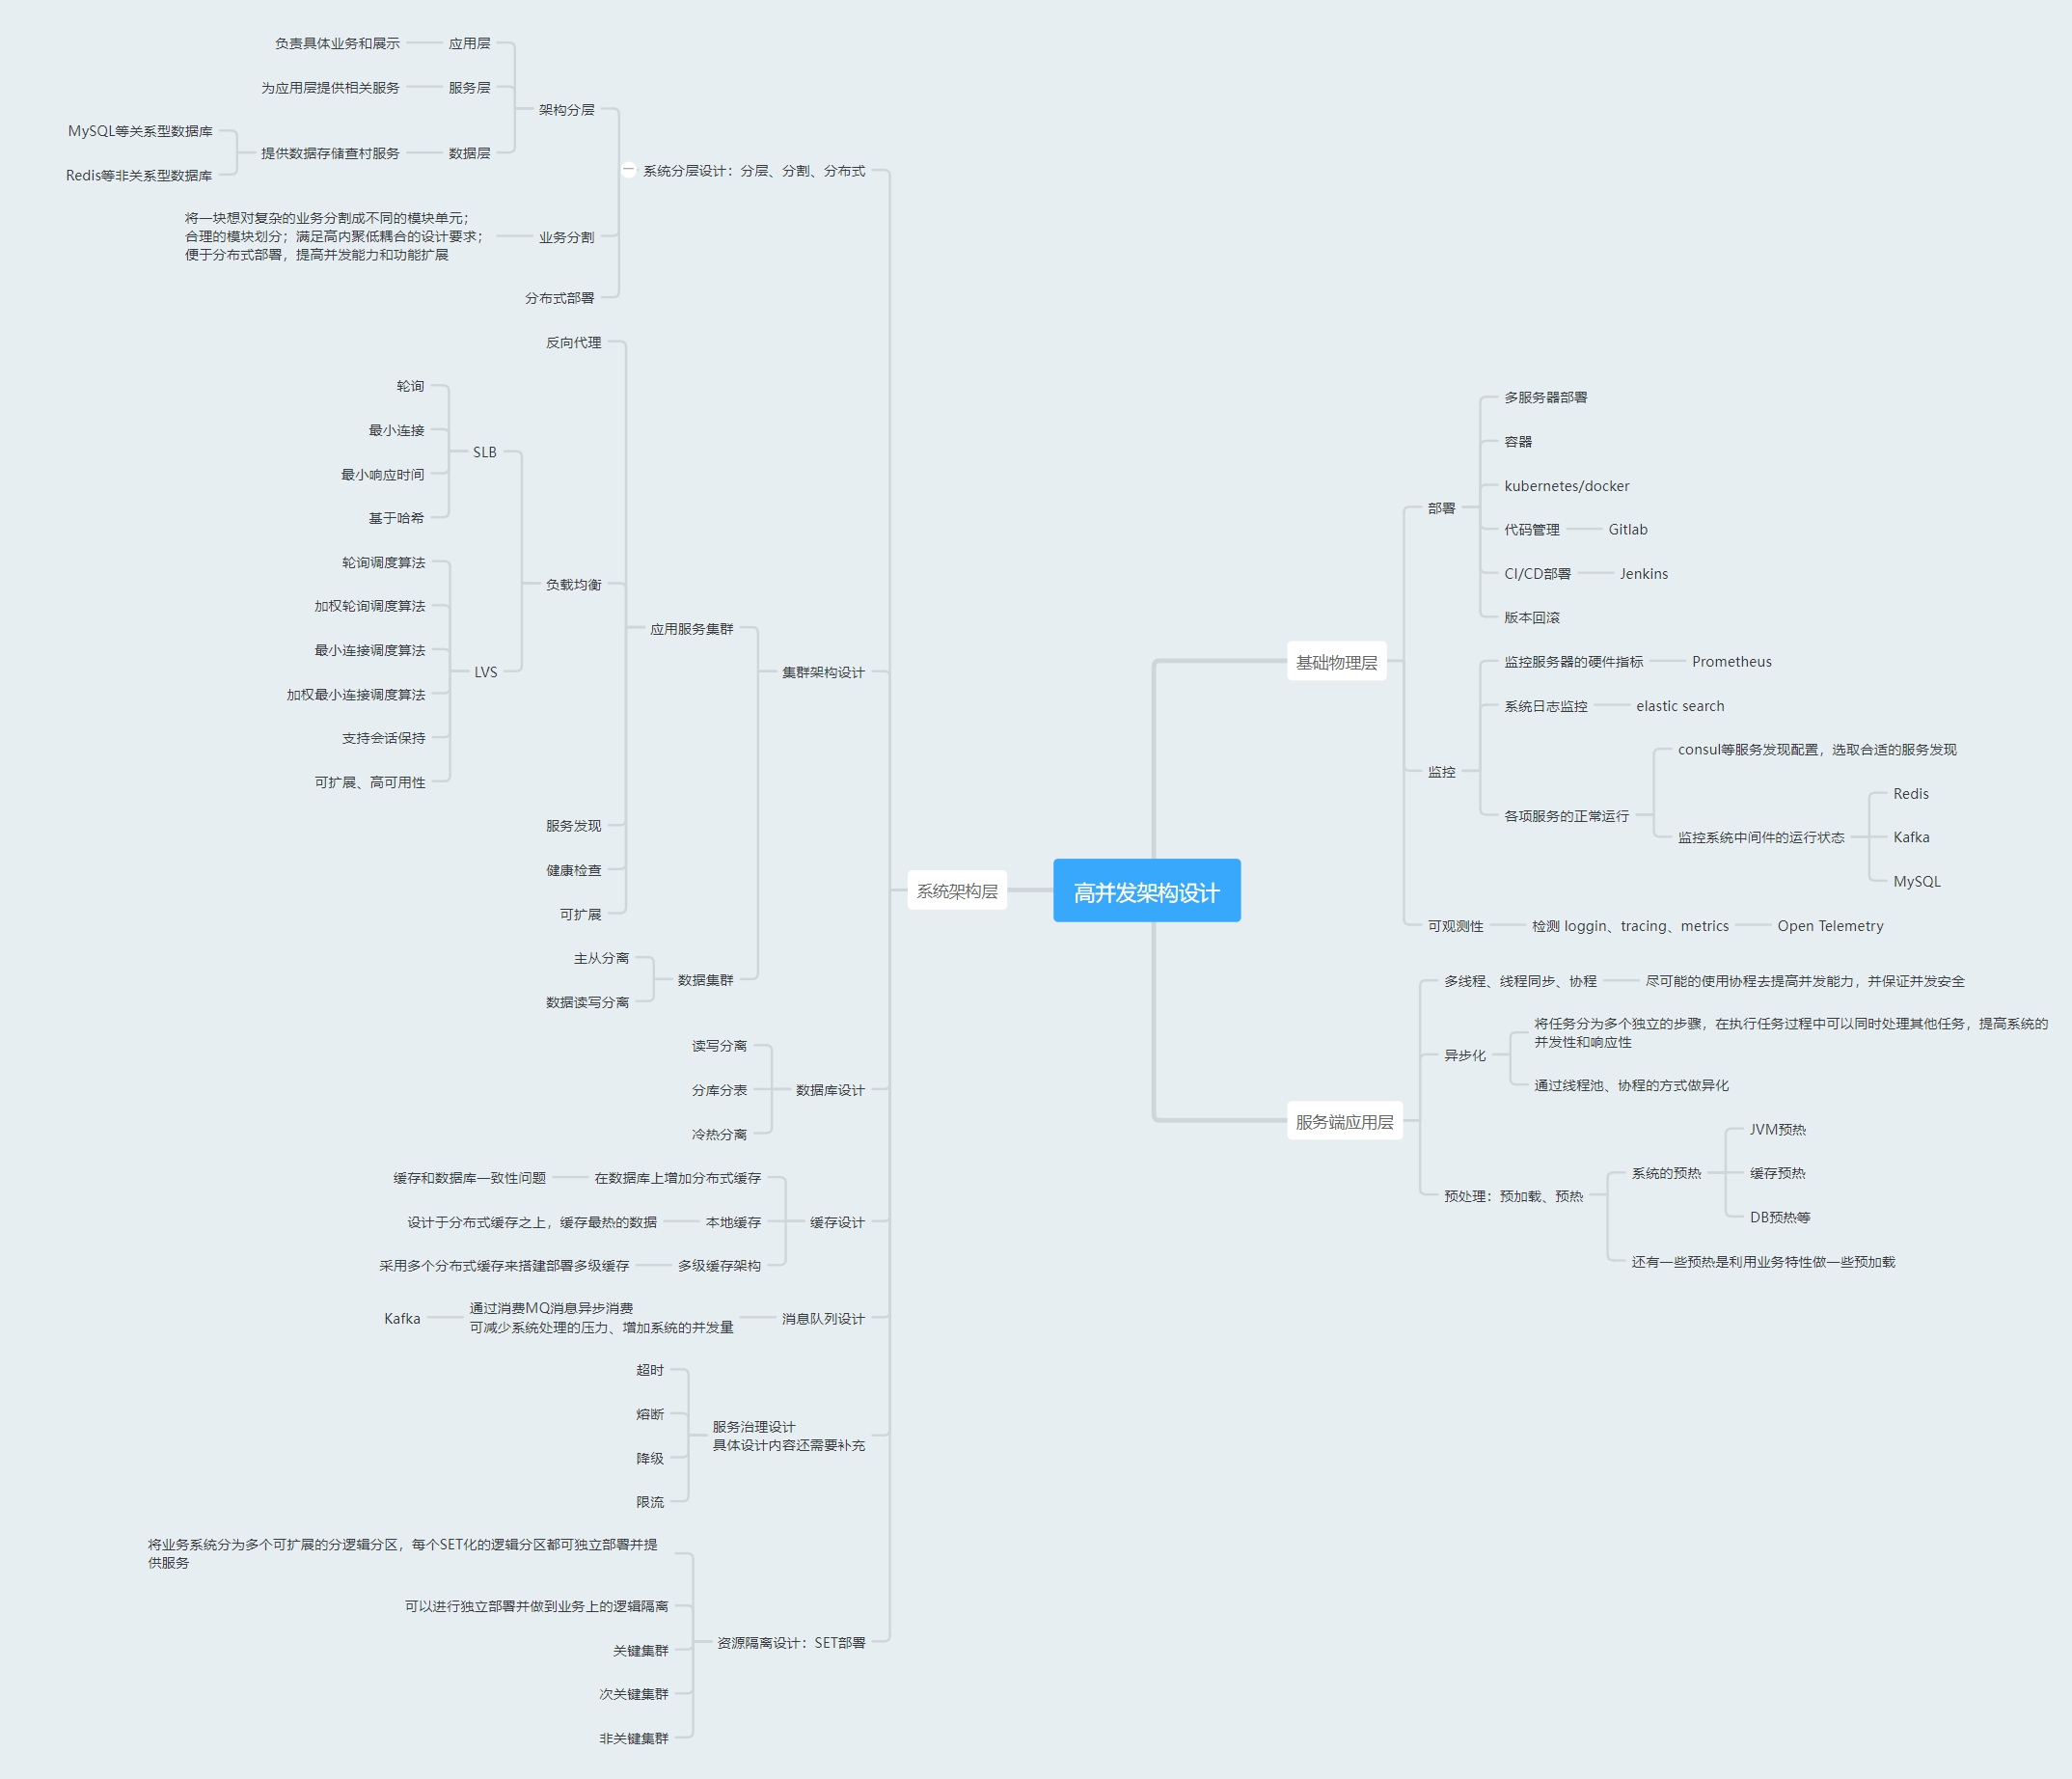 高并发架构设计
基础物理层
部署
多服务器部署
容器
kubernetes/docker
代码管理
Gitlab
CI/CD部署
Jenkins
版本回滚
监控
监控服务器的硬件指标
Prometheus
系统日志监控
elastic search
各项服务的正常运行
consul等服务发现配置，选取合适的服务发现
监控系统中间件的运行状态
Redis
Kafka
MySQL
可观测性
检测 loggin、tracing、metrics
Open Telemetry
服务端应用层
多线程、线程同步、协程
尽可能的使用协程去提高并发能力，并保证并发安全
异步化
将任务分为多个独立的步骤，在执行任务过程中可以同时处理其他任务，提高系统的
并发性和响应性
通过线程池、协程的方式做异化
预处理：预加载、预热
系统的预热
JVM预热
缓存预热
DB预热等
还有一些预热是利用业务特性做一些预加载
系统架构层
系统分层设计：分层、分割、分布式
架构分层
应用层
负责具体业务和展示
服务层
为应用层提供相关服务
数据层
提供数据存储查村服务
MySQL等关系型数据库
Redis等非关系型数据库
业务分割
将一块想对复杂的业务分割成不同的模块单元；
合理的模块划分；满足高内聚低耦合的设计要求；
便于分布式部署，提高并发能力和功能扩展
分布式部署
集群架构设计
应用服务集群
反向代理
负载均衡
SLB
轮询
最小连接
最小响应时间
基于哈希
LVS
轮询调度算法
加权轮询调度算法
最小连接调度算法
加权最小连接调度算法
支持会话保持
可扩展、高可用性
服务发现
健康检查
可扩展
数据集群
主从分离
数据读写分离
数据库设计
读写分离
分库分表
冷热分离
缓存设计
在数据库上增加分布式缓存
缓存和数据库一致性问题
本地缓存
设计于分布式缓存之上，缓存最热的数据
多级缓存架构
采用多个分布式缓存来搭建部署多级缓存
消息队列设计
通过消费MQ消息异步消费
可减少系统处理的压力、增加系统的并发量
Kafka
服务治理设计
具体设计内容还需要补充
超时
熔断
降级
限流
资源隔离设计：SET部署
将业务系统分为多个可扩展的分逻辑分区，每个SET化的逻辑分区都可独立部署并提
供服务
可以进行独立部署并做到业务上的逻辑隔离
关键集群
次关键集群
非关键集群